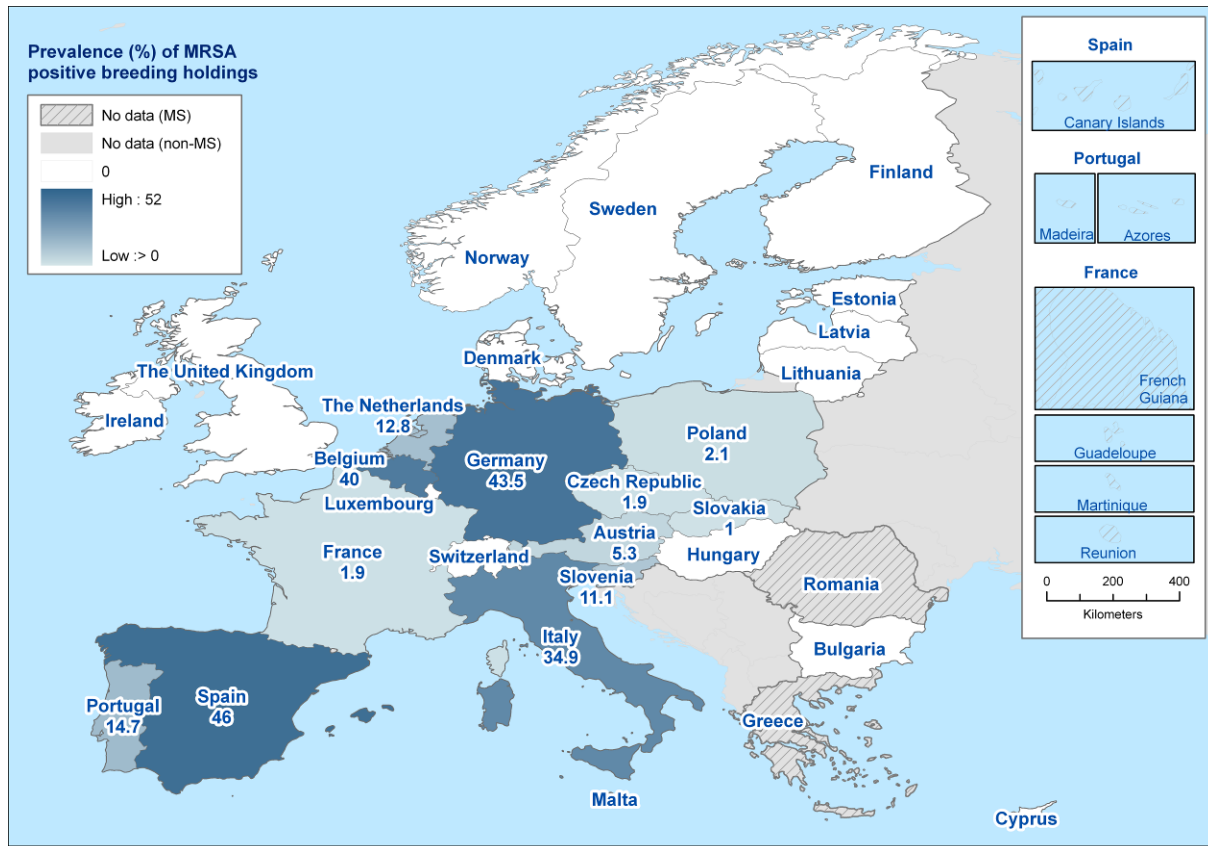 Prevalence (%) of MRSA
positive breeding holdings
No data (MS)
No data (non-MS)
0
High : 52
Low :> 0
Spain
Canary Islands
Portugal
Madeira
Azores
France
French
Guiana
Guadeloupe
Martinique
Reunion
0 200 400
Kilometers
Finland
Sweden
Norway
Estonia
Latvia
Lithuania
Denmark
The United Kingdom
Ireland
The Netherlands
12.8
Belgium
40
Luxembourg
Germany
43.5
Poland
2.1
Czech Republic
1.9
Slovakia
1
Austria
5.3
Hungary
Switzerland
France
1.9
Slovenia
11.1
Romania
Italy
34.9
Bulgaria
Portugal
14.7
Spain
46
Greece
Malta
Cyprus